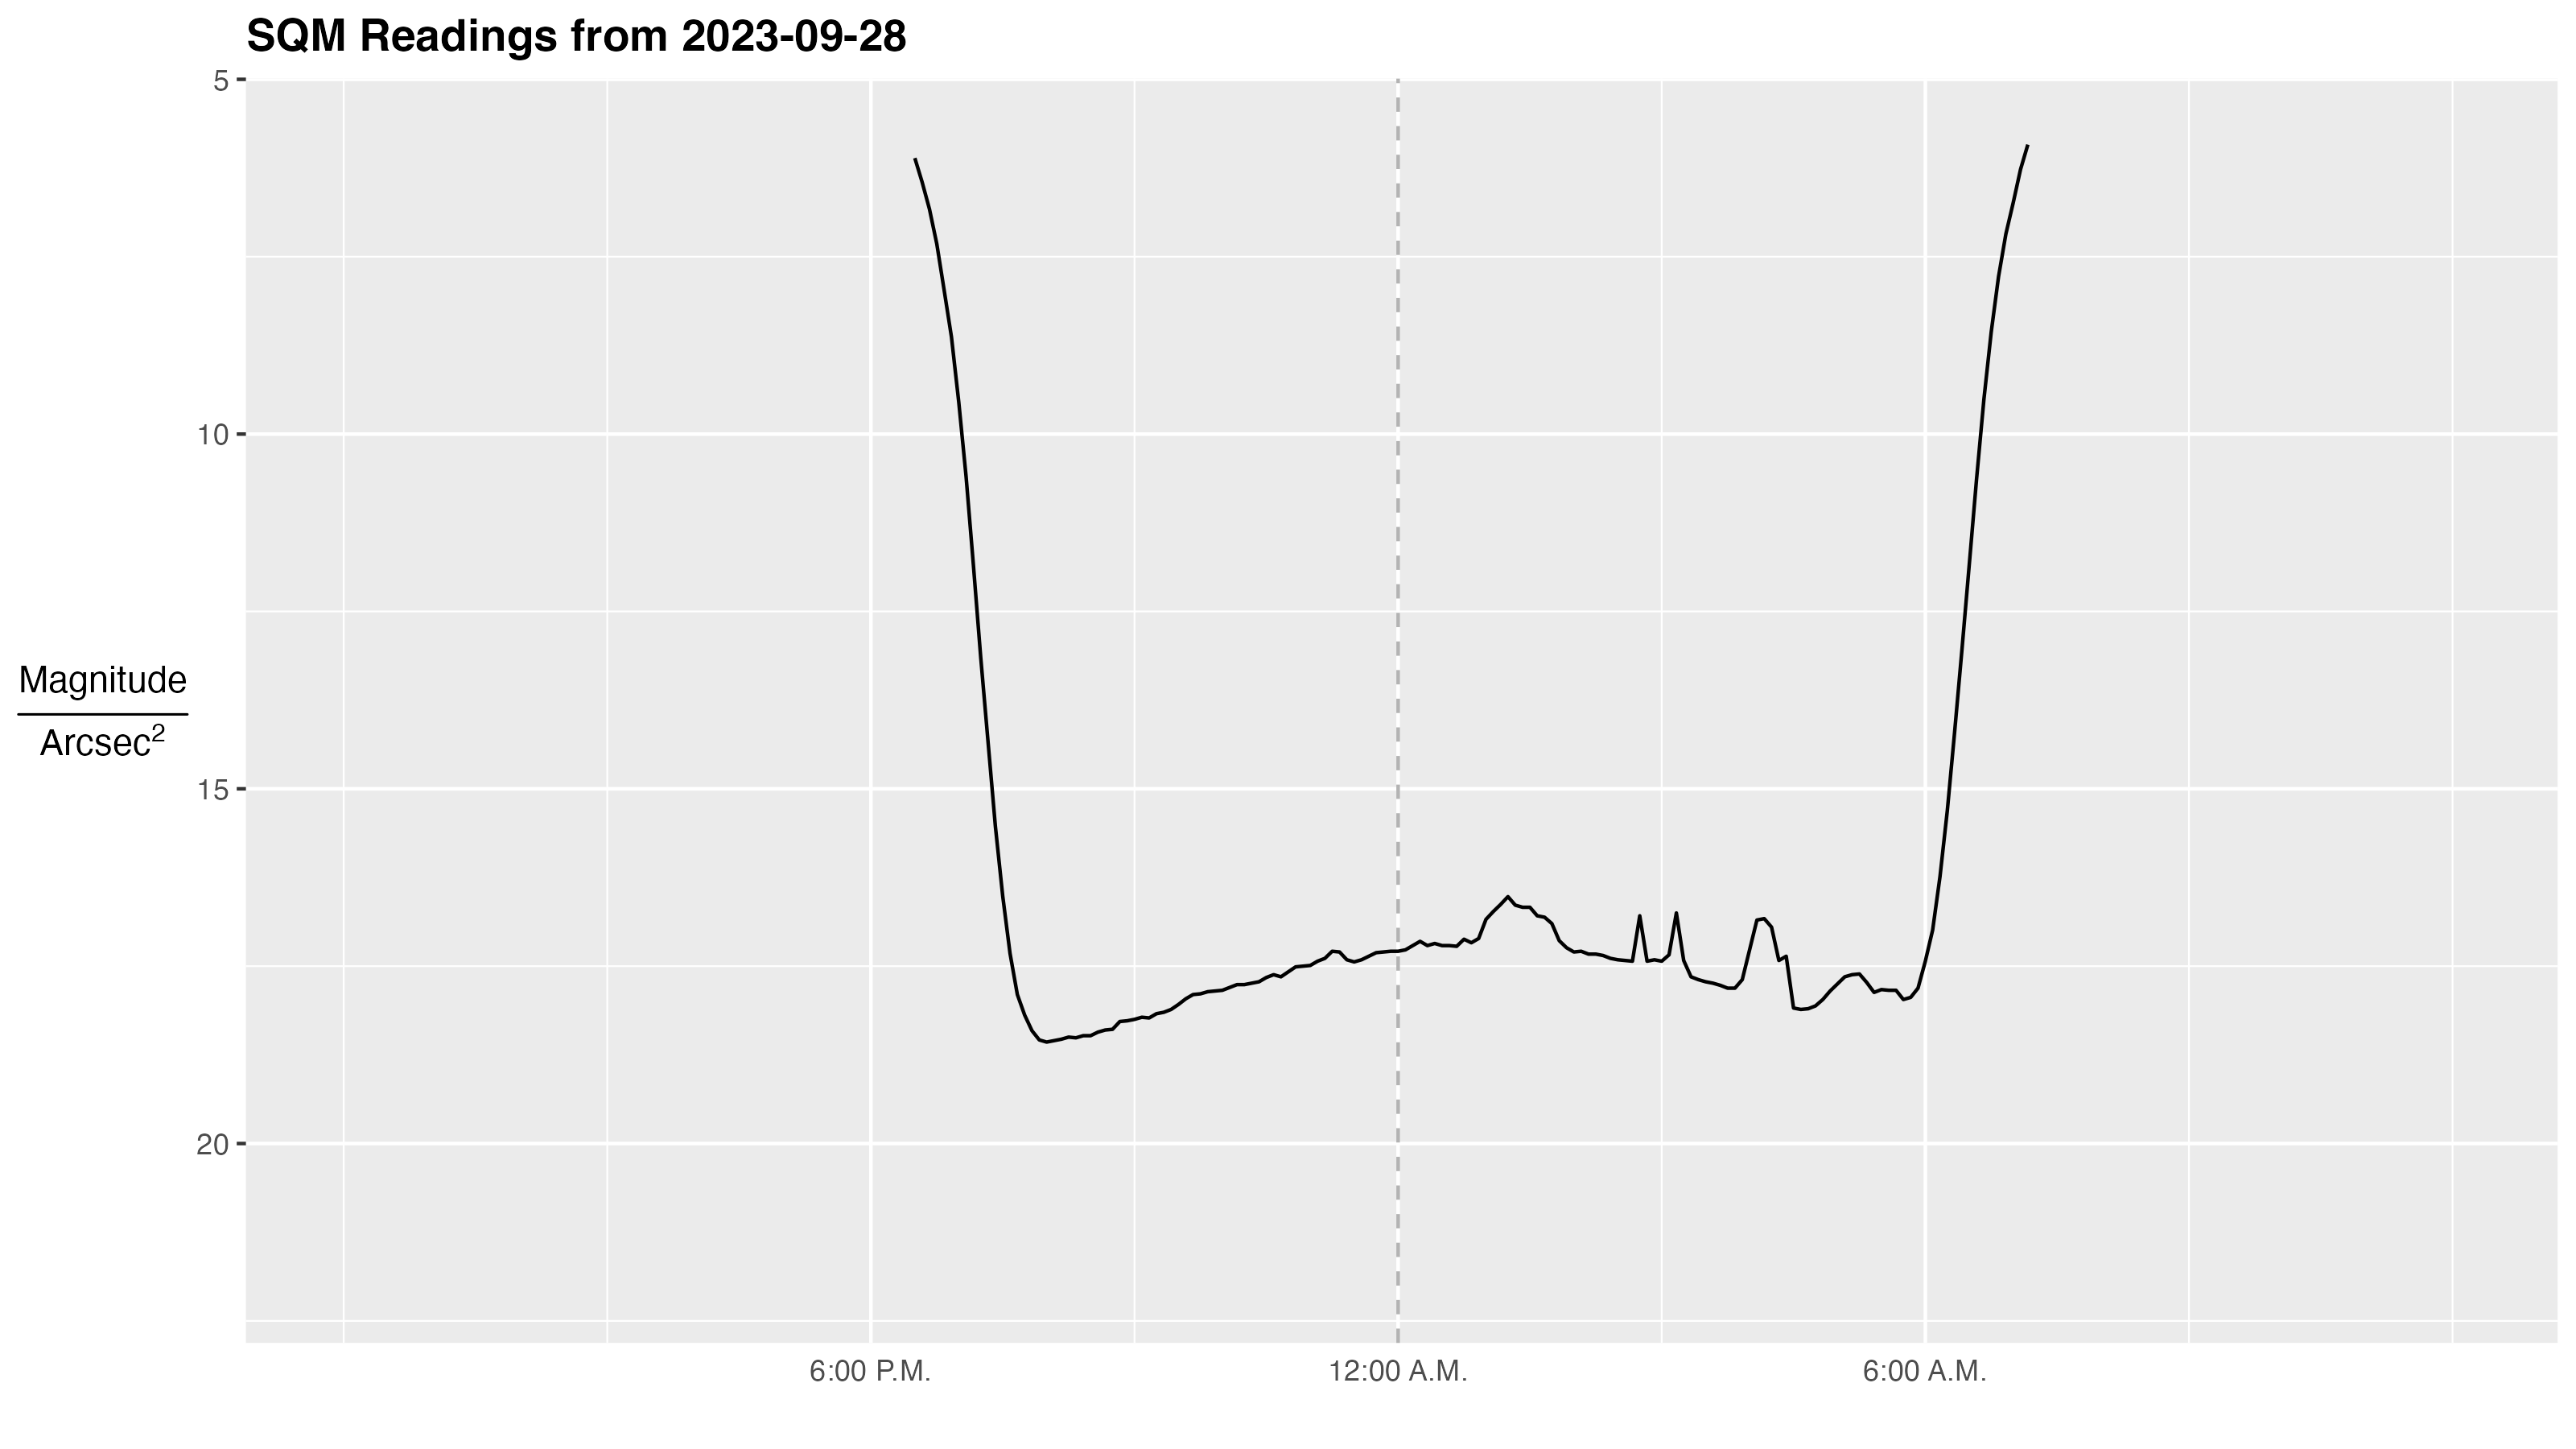 SQM Readings from 2023-09-28
5
10
15
20
Magnitude
Arcsec²
6:00 P.M.
12:00 A.M.
6:00 A.M.